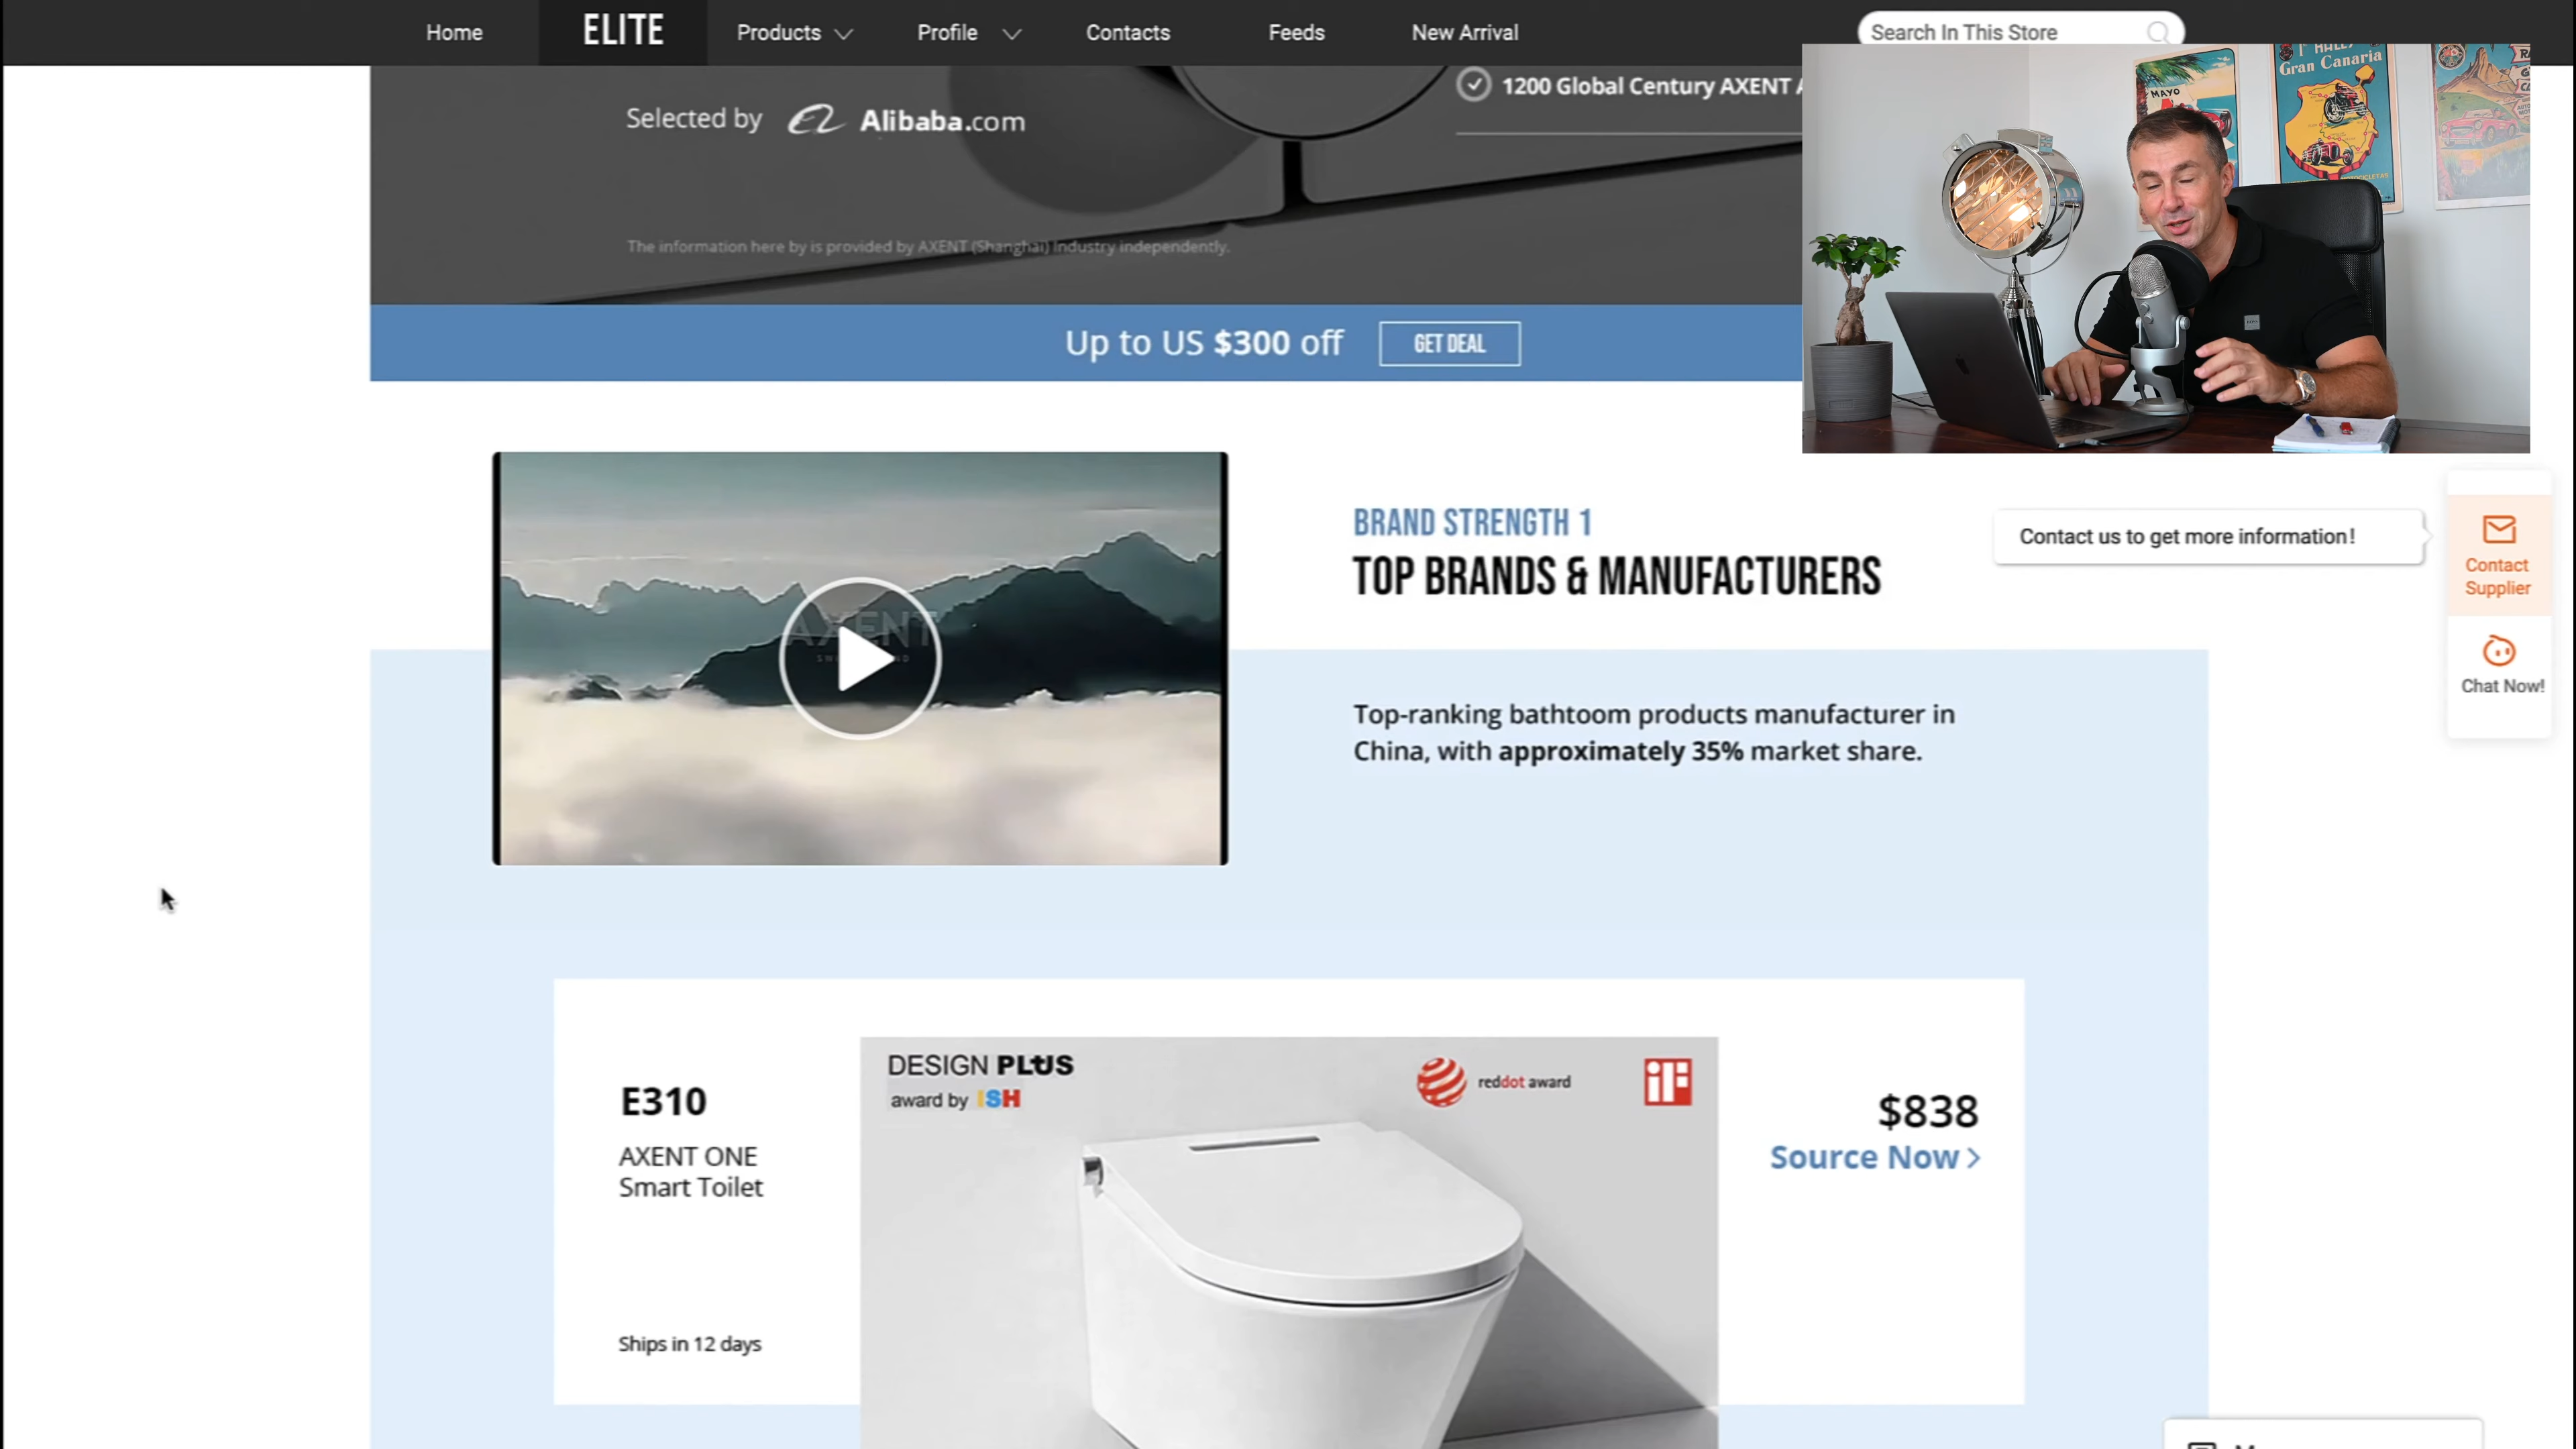 Home
ELITE
Products
Profile
Contacts
Feeds
New Arrival
Search In This Store
Selected by Alibaba.com
1200 Global Century AXENT
The information here by is provided by AXENT (Shanghai) Industry independently.
Up to US $300 off
GET DEAL
MAYO
Gran Canaria
AXENT
BRAND STRENGTH 1
TOP BRANDS & MANUFACTURERS
Contact us to get more information!
Contact
Supplier
Chat Now!
Top-ranking bathtoom products manufacturer in
China, with approximately 35% market share.
E310
AXENT ONE
Smart Toilet
Ships in 12 days
DESIGN PLUS
award by ISH
reddot award
iF
$838
Source Now >